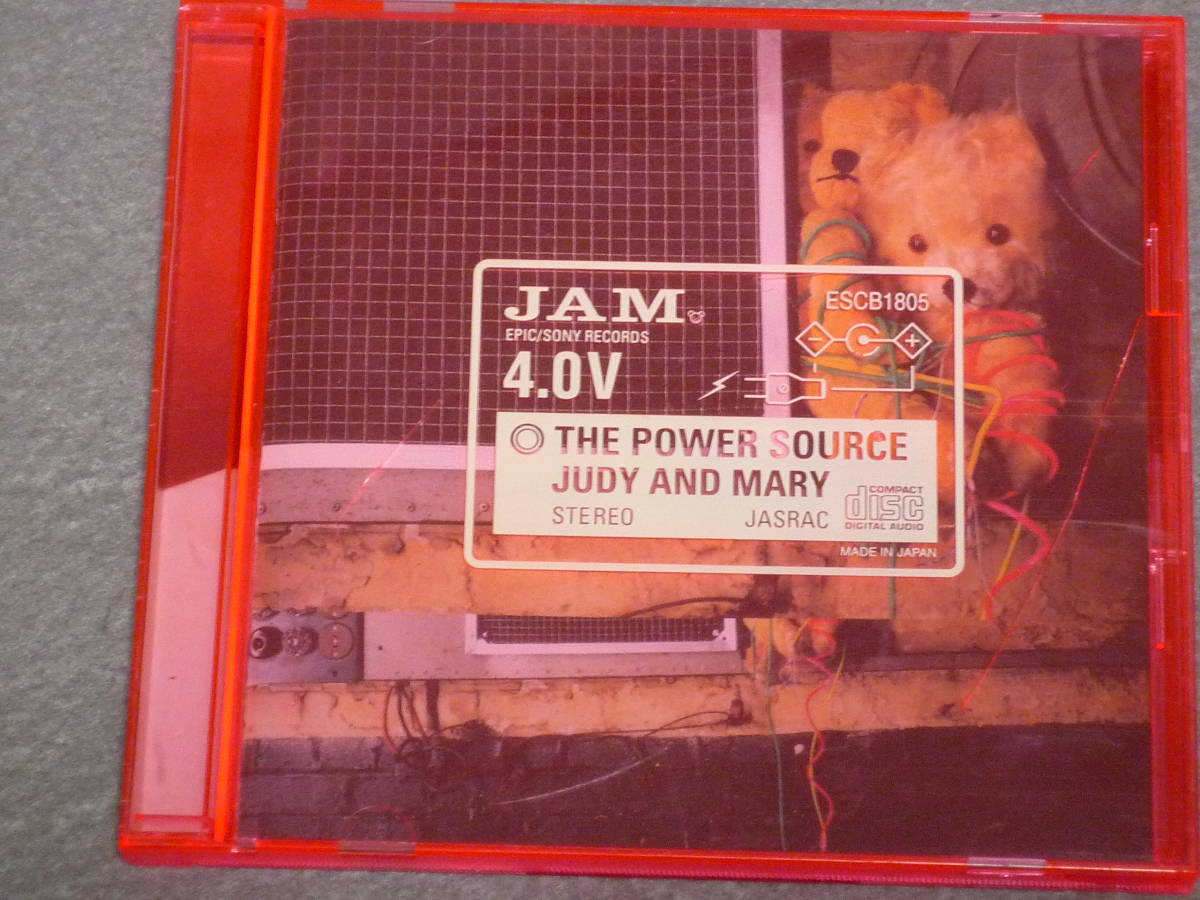 JAM
ESCB1805
EPIC/SONY RECORDS
4.0V
- +
THE POWER SOURCE
JUDY AND MARY
STEREO JASRAC
COMPACT
disc
DIGITAL AUDIO
MADE IN JAPAN